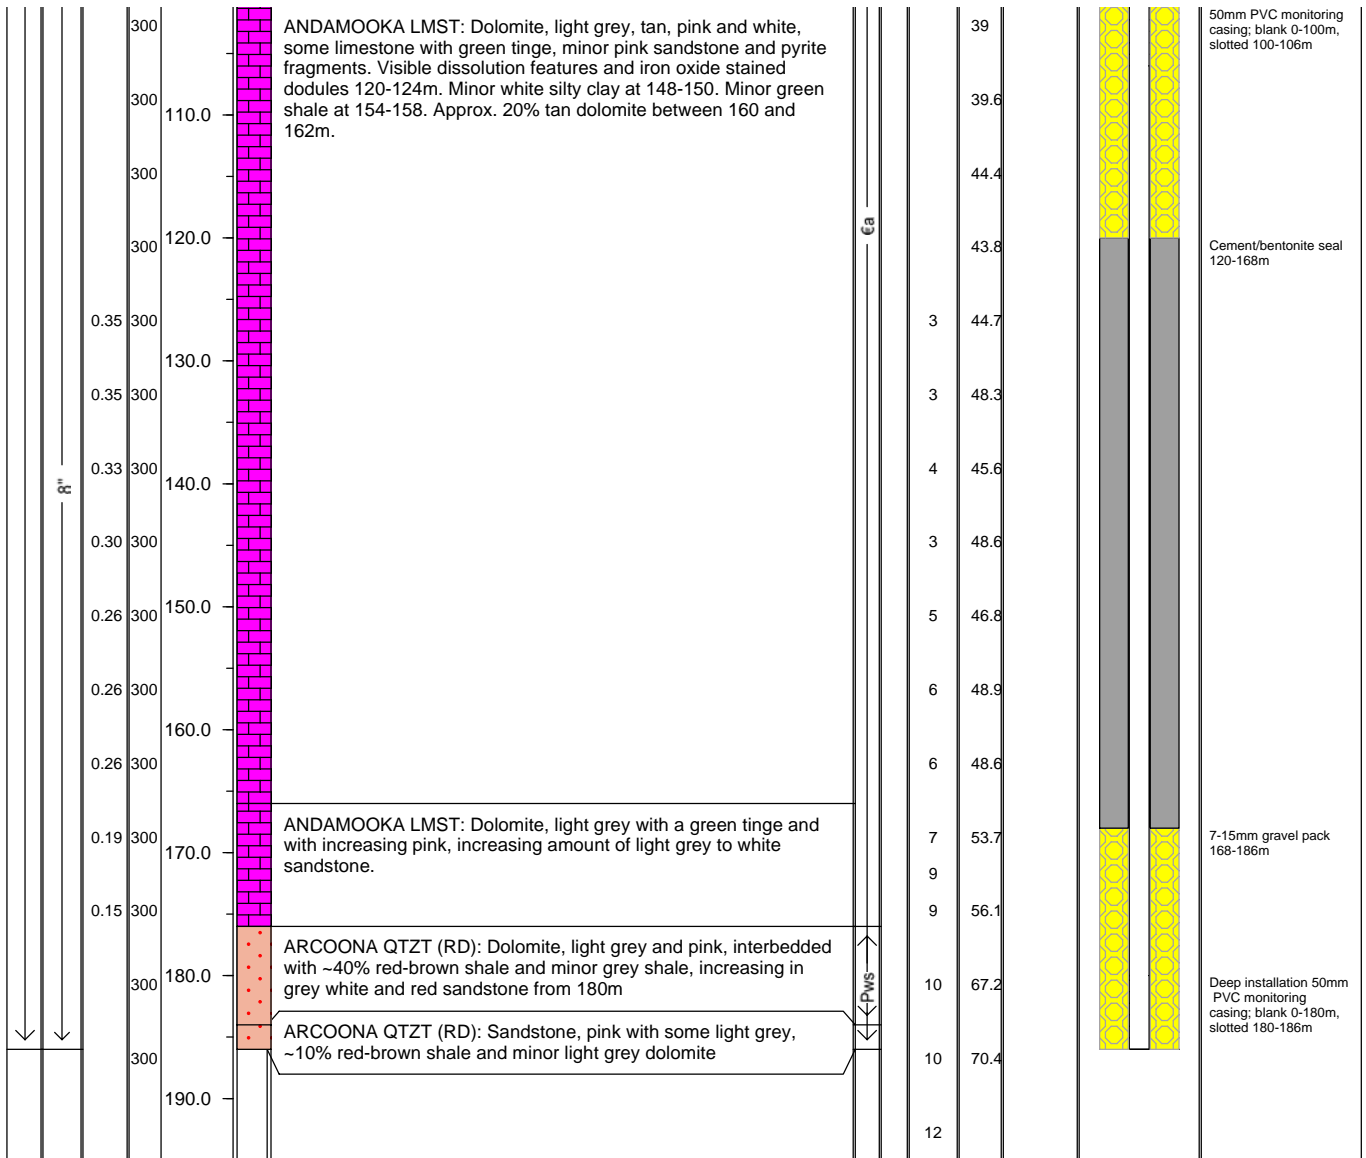 300
ANDAMOOKA LMST: Dolomite, light grey, tan, pink and white,
some limestone with green tinge, minor pink sandstone and pyrite
fragments. Visible dissolution features and iron oxide stained
dodules 120-124m. Minor white silty clay at 148-150. Minor green
shale at 154-158. Approx. 20% tan dolomite between 160 and
162m.
39
50mm PVC monitoring
casing; blank 0-100m,
slotted 100-106m
300
110.0
39.6
300
44.4
€a
300
120.0
43.8
Cement/bentonite seal
120-168m
0.35 300
3
44.7
130.0
0.35 300
3
48.3
0.33 300
4
45.6
8"
140.0
0.30 300
3
48.6
150.0
0.26 300
5
46.8
0.26 300
6
48.9
160.0
0.26 300
6
48.6
ANDAMOOKA LMST: Dolomite, light grey with a green tinge and
with increasing pink, increasing amount of light grey to white
sandstone.
0.19 300
7
53.7
7-15mm gravel pack
168-186m
170.0
9
0.15 300
9
56.1
ARCOONA QTZT (RD): Dolomite, light grey and pink, interbedded
with ~40% red-brown shale and minor grey shale, increasing in
grey white and red sandstone from 180m
180.0
300
Pws
10
67.2
Deep installation 50mm
PVC monitoring
casing; blank 0-180m,
slotted 180-186m
ARCOONA QTZT (RD): Sandstone, pink with some light grey,
~10% red-brown shale and minor light grey dolomite
300
10
70.4
190.0
12